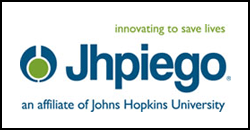 innovating to save lives
Jhpiego®
an affiliate of Johns Hopkins University